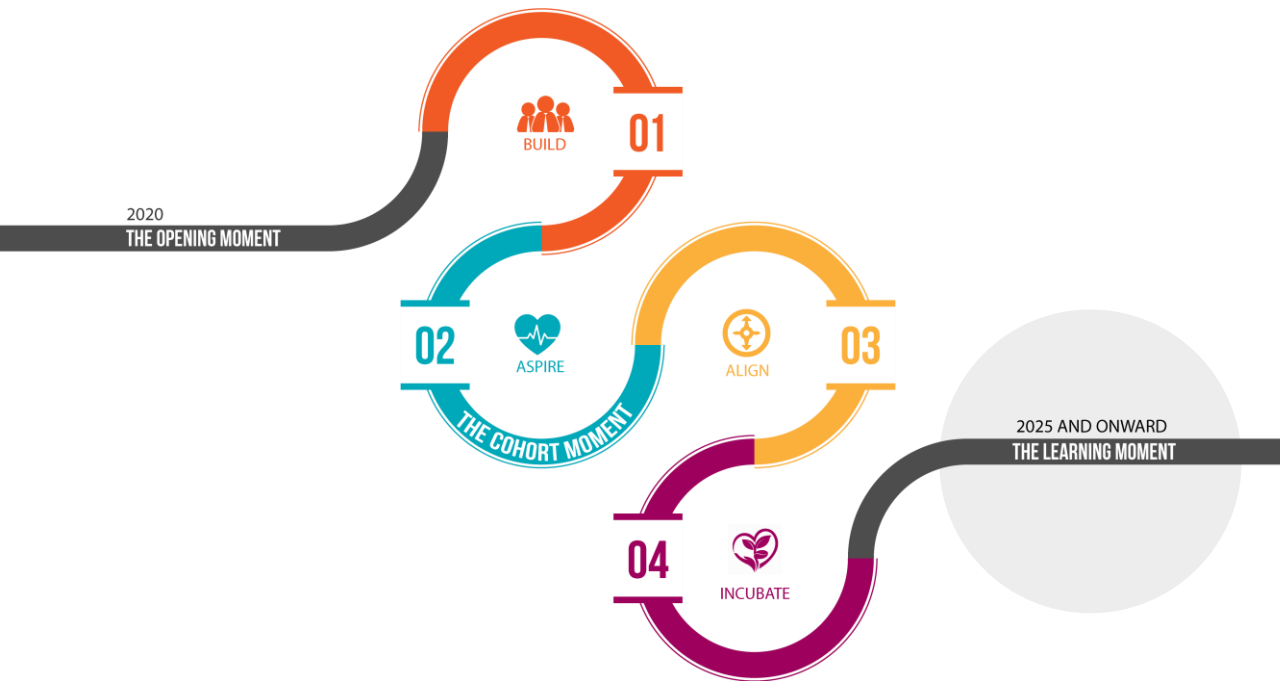 2020
THE OPENING MOMENT
BUILD
01
02
ASPIRE
THE COHORT MOMENT
ALIGN
03
04
INCUBATE
2025 AND ONWARD
THE LEARNING MOMENT